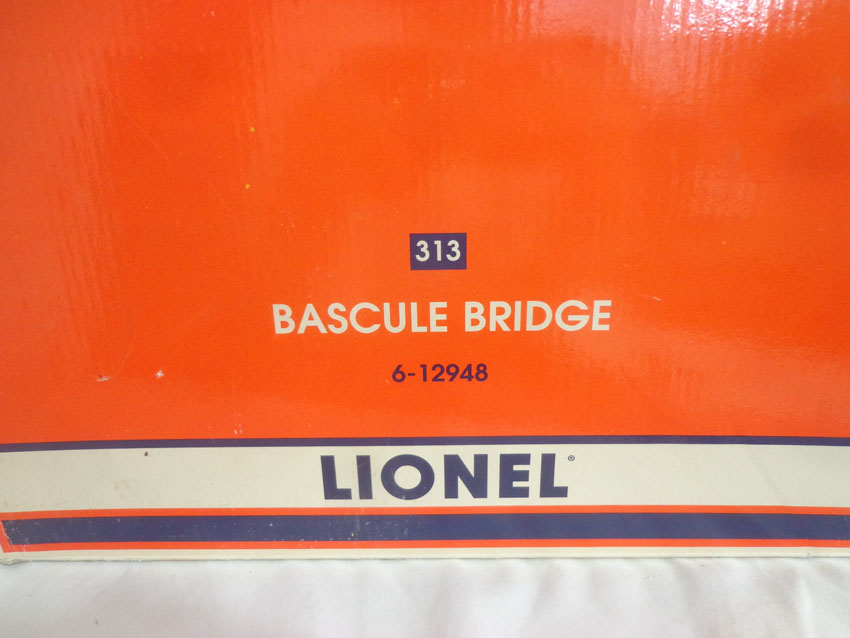 313
BASCULE BRIDGE
6-12948
LIONEL®